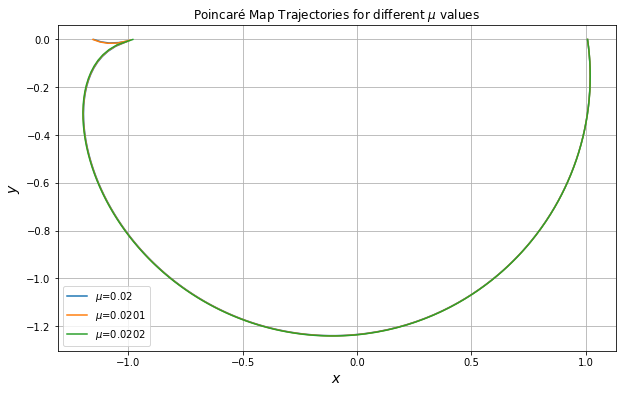 Poincaré Map Trajectories for different μ values
0.0
−0.2
−0.4
−0.6
−0.8
−1.0
−1.2
y
μ=0.02
μ=0.0201
μ=0.0202
−1.0
−0.5
0.0
0.5
1.0
x